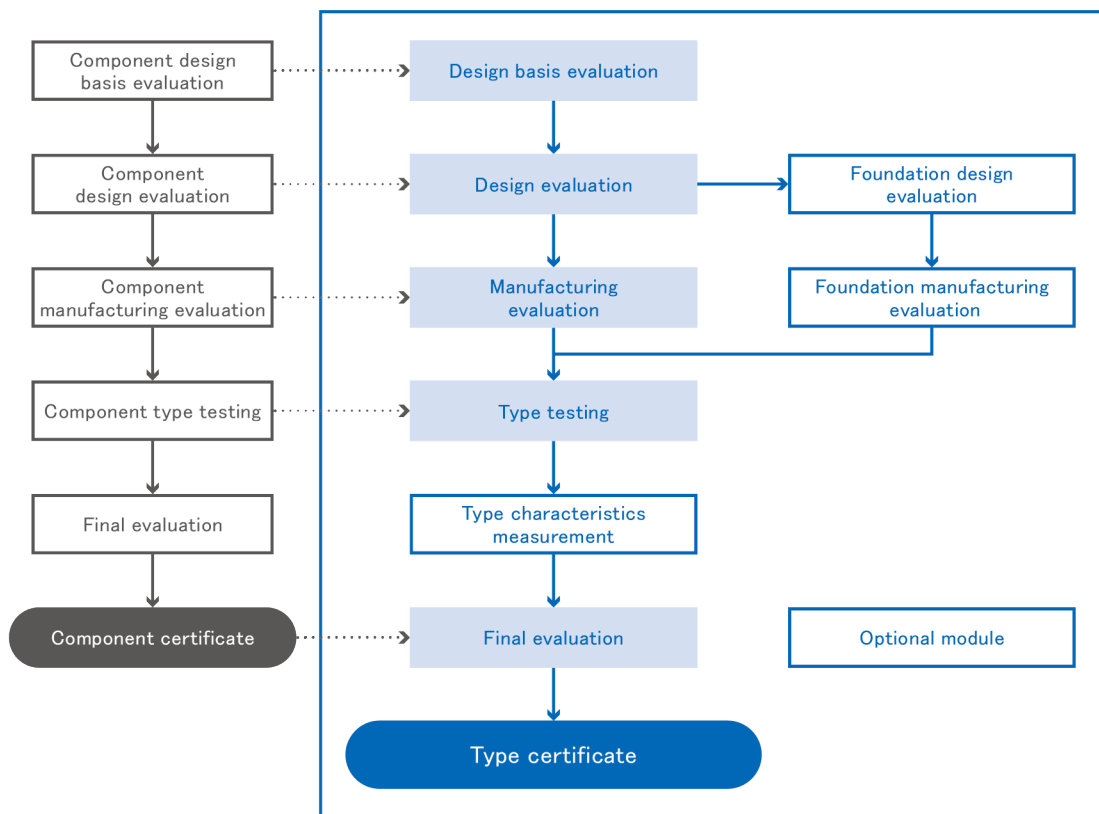 Component design
basis evaluation
Design basis evaluation
Component
design evaluation
Design evaluation
Foundation design
evaluation
Component
manufacturing evaluation
Manufacturing
evaluation
Foundation manufacturing
evaluation
Component type testing
Type testing
Final evaluation
Type characteristics
measurement
Component certificate
Final evaluation
Optional module
Type certificate